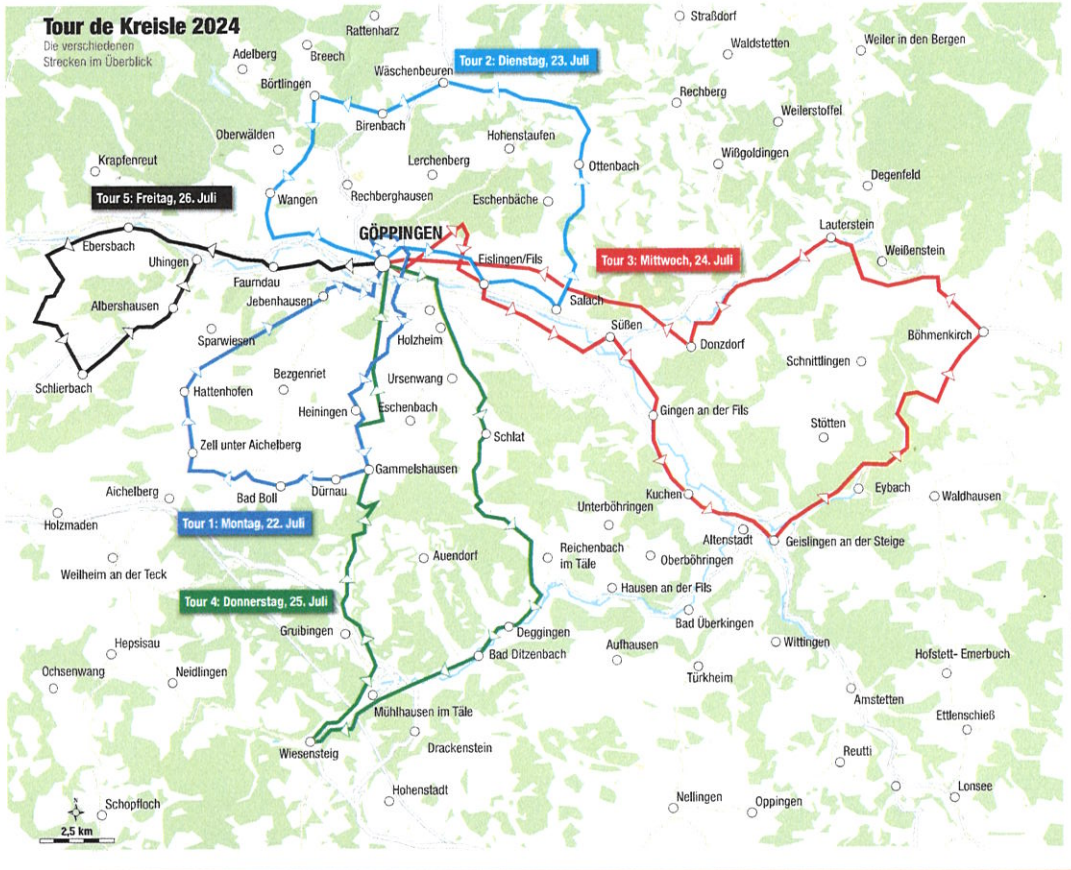 Tour de Kreisle 2024
Die verschiedenen
Strecken im Überblick
Rattenharz
Straßdorf
Adelberg
Breech
Waldstetten
Weiler in den Bergen
Wäschenbeuren
Tour 2: Dienstag, 23. Juli
Börtlingen
Rechberg
Birenbach
Weilerstoffel
Oberwälden
Hohenstaufen
Krapfenreut
Lerchenberg
Ottenbach
Wißgoldingen
Degenfeld
Tour 5: Freitag, 26. Juli
Wangen
Rechberghausen
Eschenbäche
Lauterstein
GÖPPINGEN
Ebersbach
Weißenstein
Uhingen
Eislingen/Fils
Tour 3: Mittwoch, 24. Juli
Faurndau
Albershausen
Jebenhausen
Salach
Süßen
Böhmenkirch
Sparwiesen
Holzheim
Donzdorf
Schnittlingen
Bezgenriet
Ursenwang
Schlierbach
Hattenhofen
Heiningen
Eschenbach
Gingen an der Fils
Stötten
Zell unter Aichelberg
Schlat
Gammelshausen
Aichelberg
Bad Boll
Dürnau
Kuchen
Eybach
Waldhausen
Holzmaden
Tour 1: Montag, 22. Juli
Unterböhringen
Altenstadt
Geislingen an der Steige
Auendorf
Reichenbach
im Täle
Oberböhringen
Weilheim an der Teck
Hausen an der Fils
Tour 4: Donnerstag, 25. Juli
Bad Überkingen
Gruibingen
Deggingen
Hepsisau
Aufhausen
Wittingen
Bad Ditzenbach
Hofstett- Emerbuch
Ochsenwang
Neidlingen
Türkheim
Amstetten
Mühlhausen im Täle
Ettlenschieß
Wiesensteig
Drackenstein
Reutti
Hohenstadt
Lonsee
Schopfloch
Nellingen
Oppingen
N
2,5 km